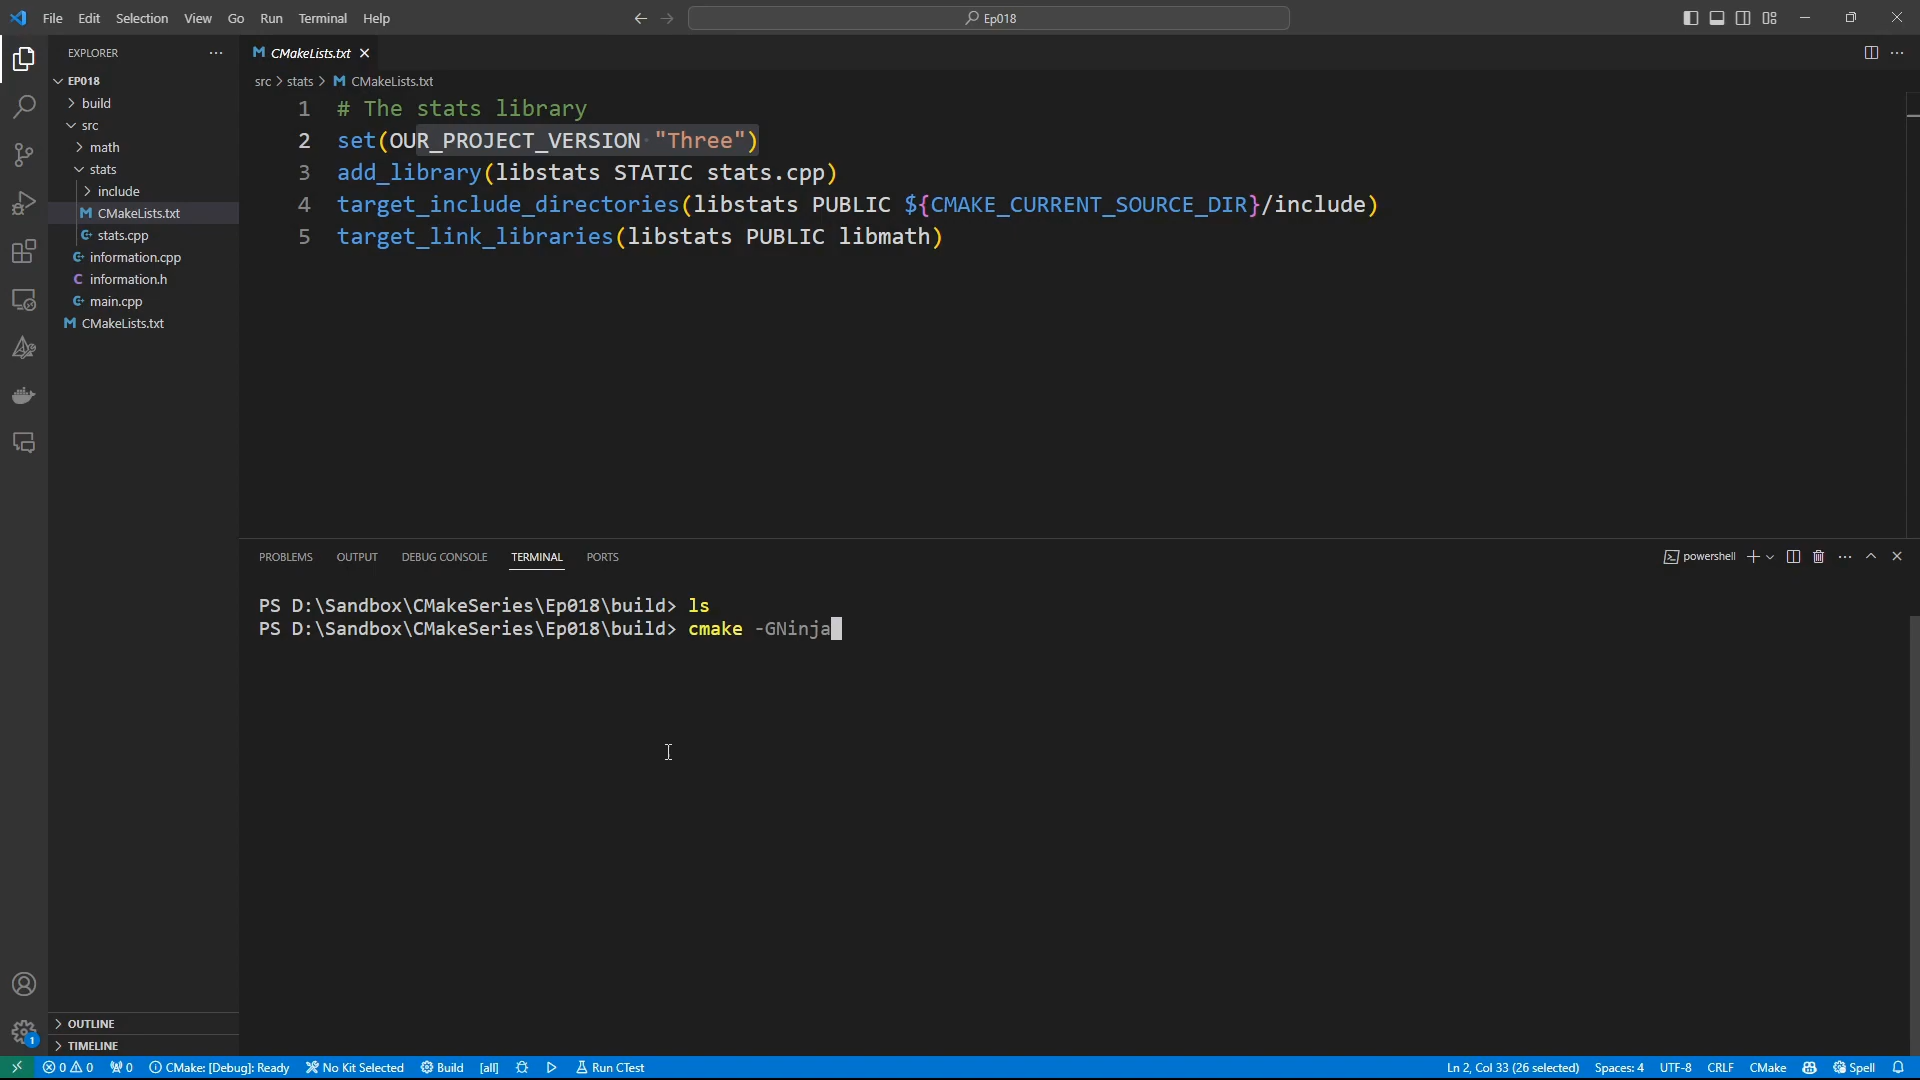 File Edit Selection View Go Run Terminal Help
Ep018
EXPLORER
EP018
build
src
math
stats
include
CMakeLists.txt
stats.cpp
information.cpp
information.h
main.cpp
CMakeLists.txt
OUTLINE
TIMELINE
CMakeLists.txt
src > stats > CMakeLists.txt
1 # The stats library
2 set(OUR_PROJECT_VERSION "Three")
3 add_library(libstats STATIC stats.cpp)
4 target_include_directories(libstats PUBLIC ${CMAKE_CURRENT_SOURCE_DIR}/include)
5 target_link_libraries(libstats PUBLIC libmath)
PROBLEMS OUTPUT DEBUG CONSOLE TERMINAL PORTS
powershell
PS D:\Sandbox\CMakeSeries\Ep018\build> ls
PS D:\Sandbox\CMakeSeries\Ep018\build> cmake -GNinja
1
0 0 0 CMake: [Debug]: Ready No Kit Selected Build [all] Run CTest
Ln 2, Col 33 (26 selected) Spaces: 4 UTF-8 CRLF CMake Spell